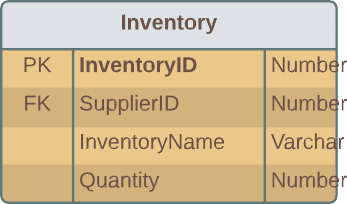 Inventory
PK InventoryID Number
FK SupplierID Number
InventoryName Varchar
Quantity Number